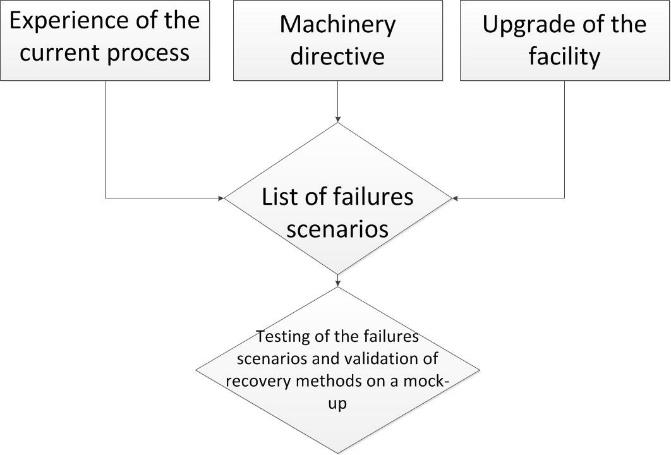 Experience of the
current process
Machinery
directive
Upgrade of the
facility
List of failures
scenarios
Testing of the failures
scenarios and validation of
recovery methods on a mock-
up